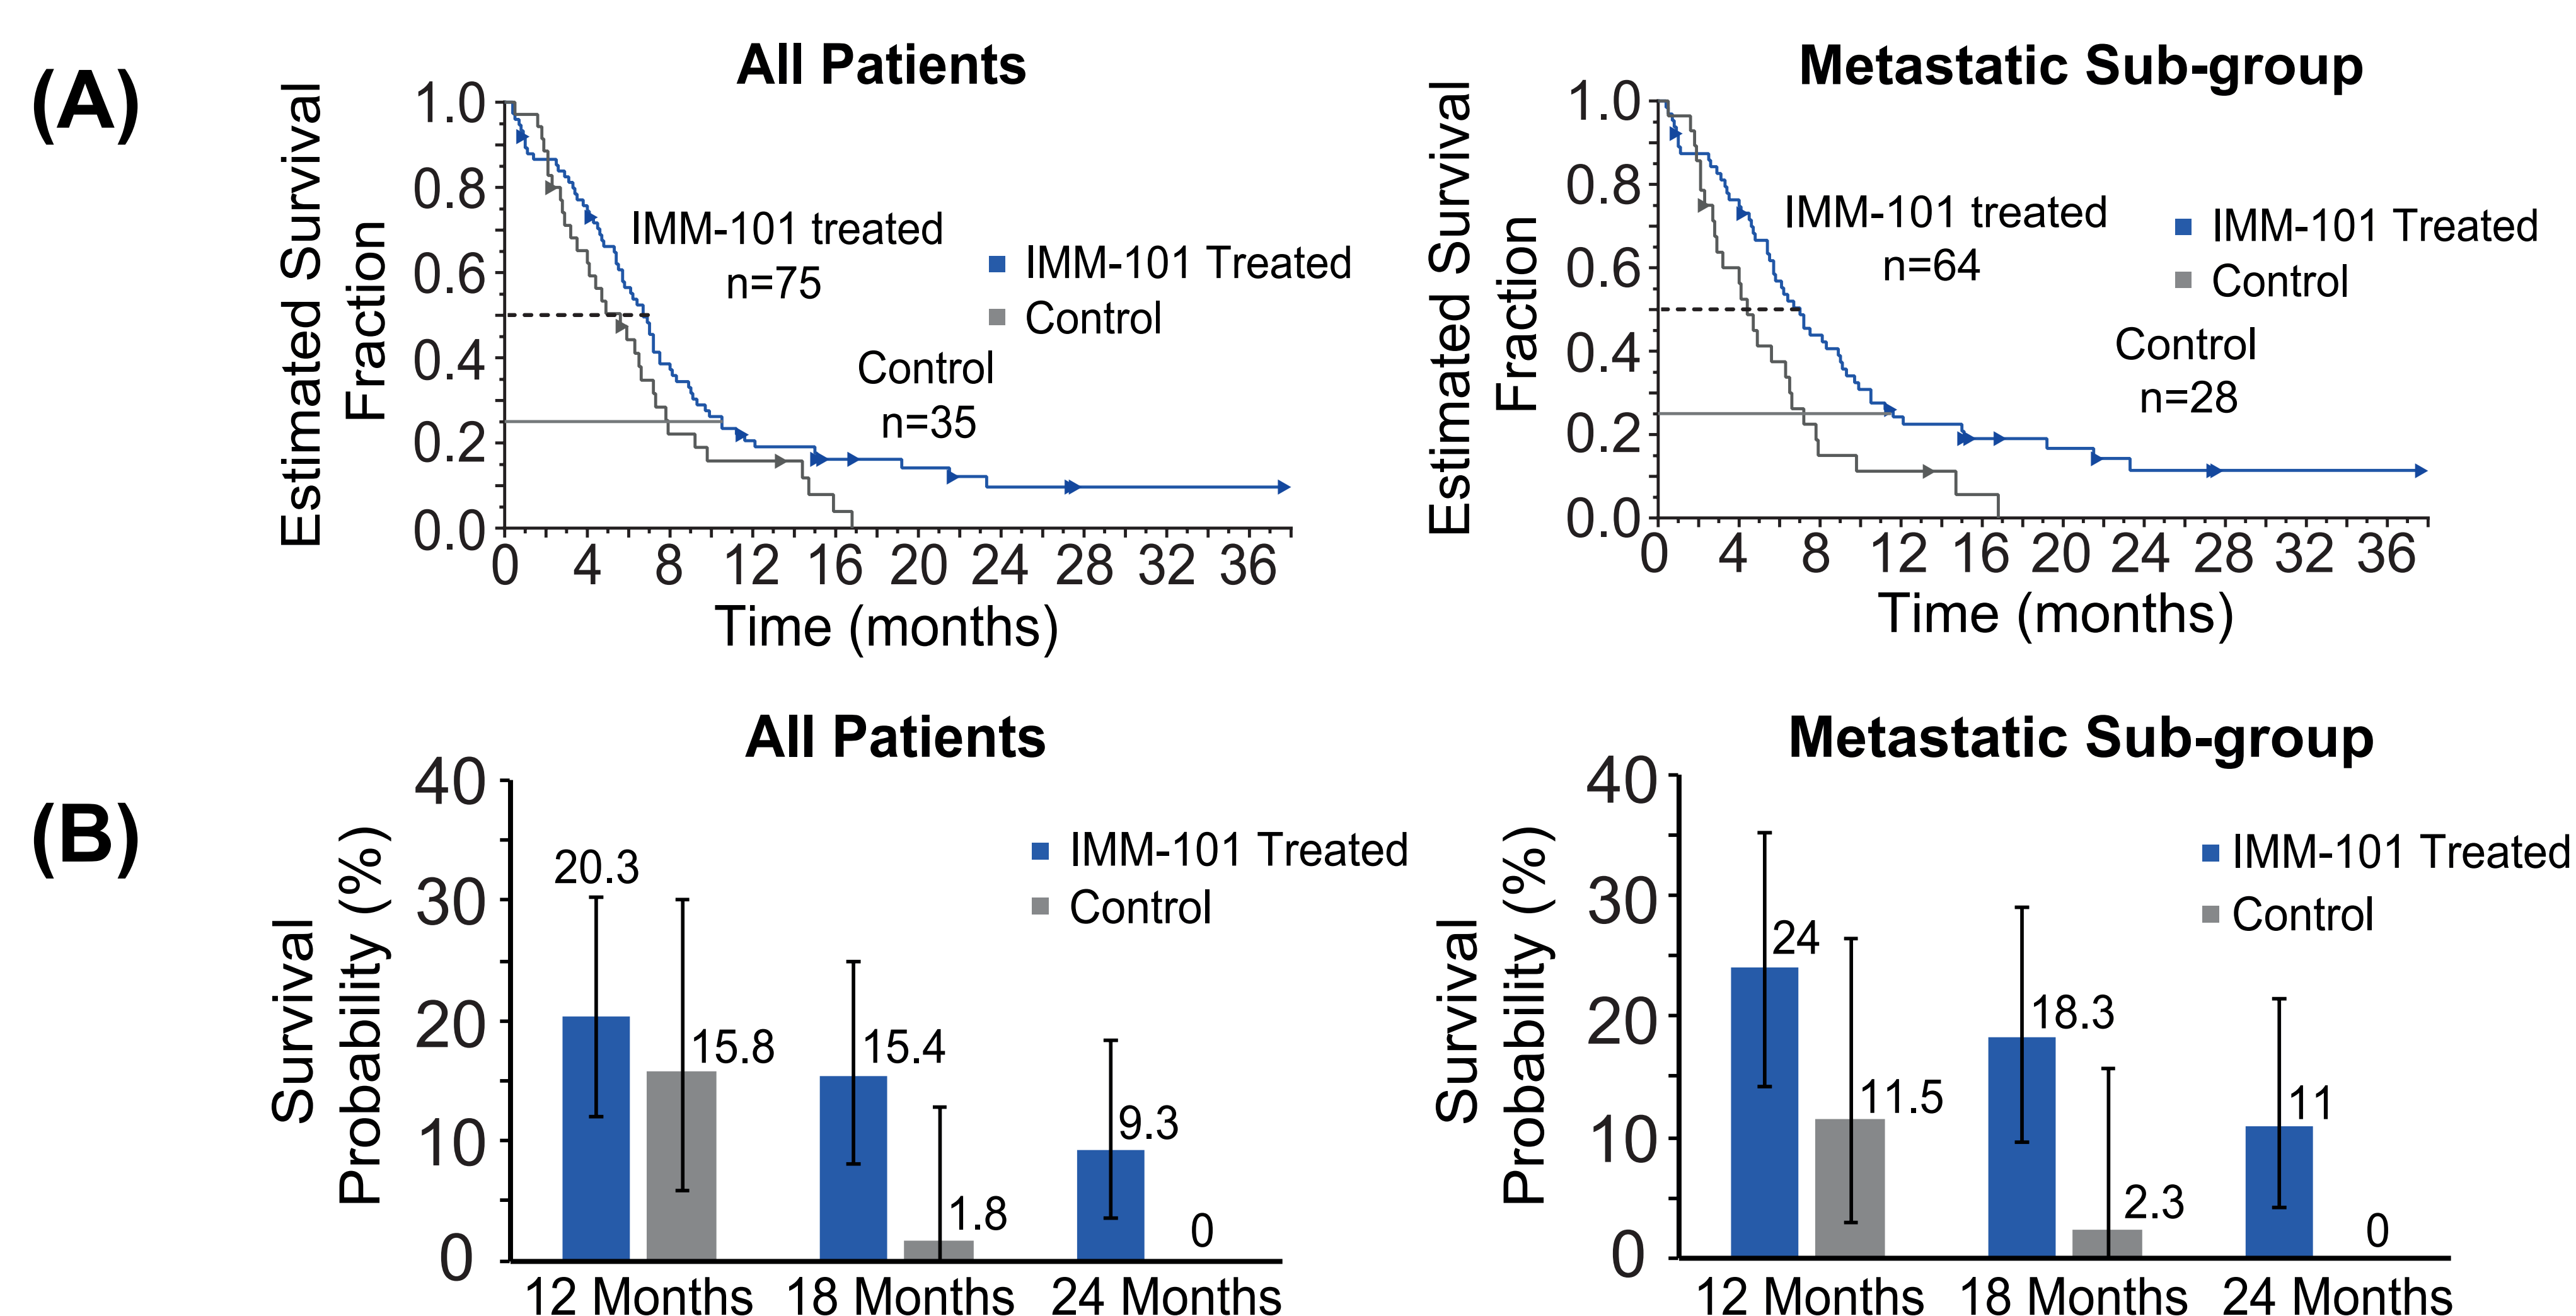 (A)
All Patients
Estimated Survival
Fraction
1.0
0.8
0.6
0.4
0.2
0.0
IMM-101 treated
n=75
IMM-101 Treated
Control
Control
n=35
0 4 8 12 16 20 24 28 32 36
Time (months)
Metastatic Sub-group
Estimated Survival
Fraction
1.0
0.8
0.6
0.4
0.2
0.0
IMM-101 treated
n=64
IMM-101 Treated
Control
Control
n=28
0 4 8 12 16 20 24 28 32 36
Time (months)
(B)
All Patients
Survival
Probability (%)
40
30
20
10
0
IMM-101 Treated
Control
20.3
15.8
15.4
1.8
9.3
0
12 Months 18 Months 24 Months
Metastatic Sub-group
Survival
Probability (%)
40
30
20
10
0
IMM-101 Treated
Control
24
11.5
18.3
2.3
11
0
12 Months 18 Months 24 Months